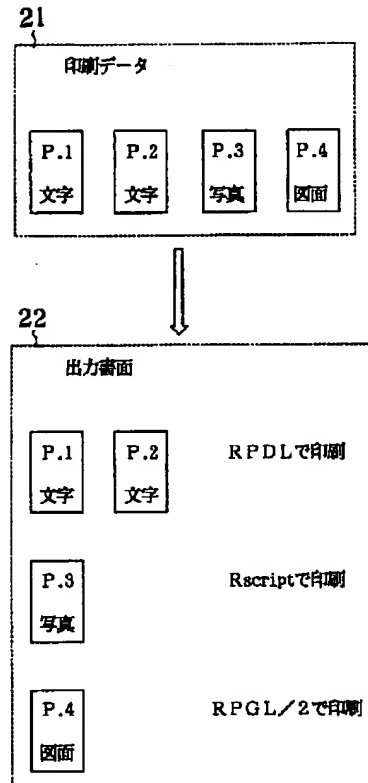 21
印刷データ
P.1 P.2 P.3 P.4
文字 文字 写真 図面
22
出力書面
P.1 P.2 RPDLで印刷
文字 文字
P.3 Rscriptで印刷
写真
P.4 RPGL/2で印刷
図面